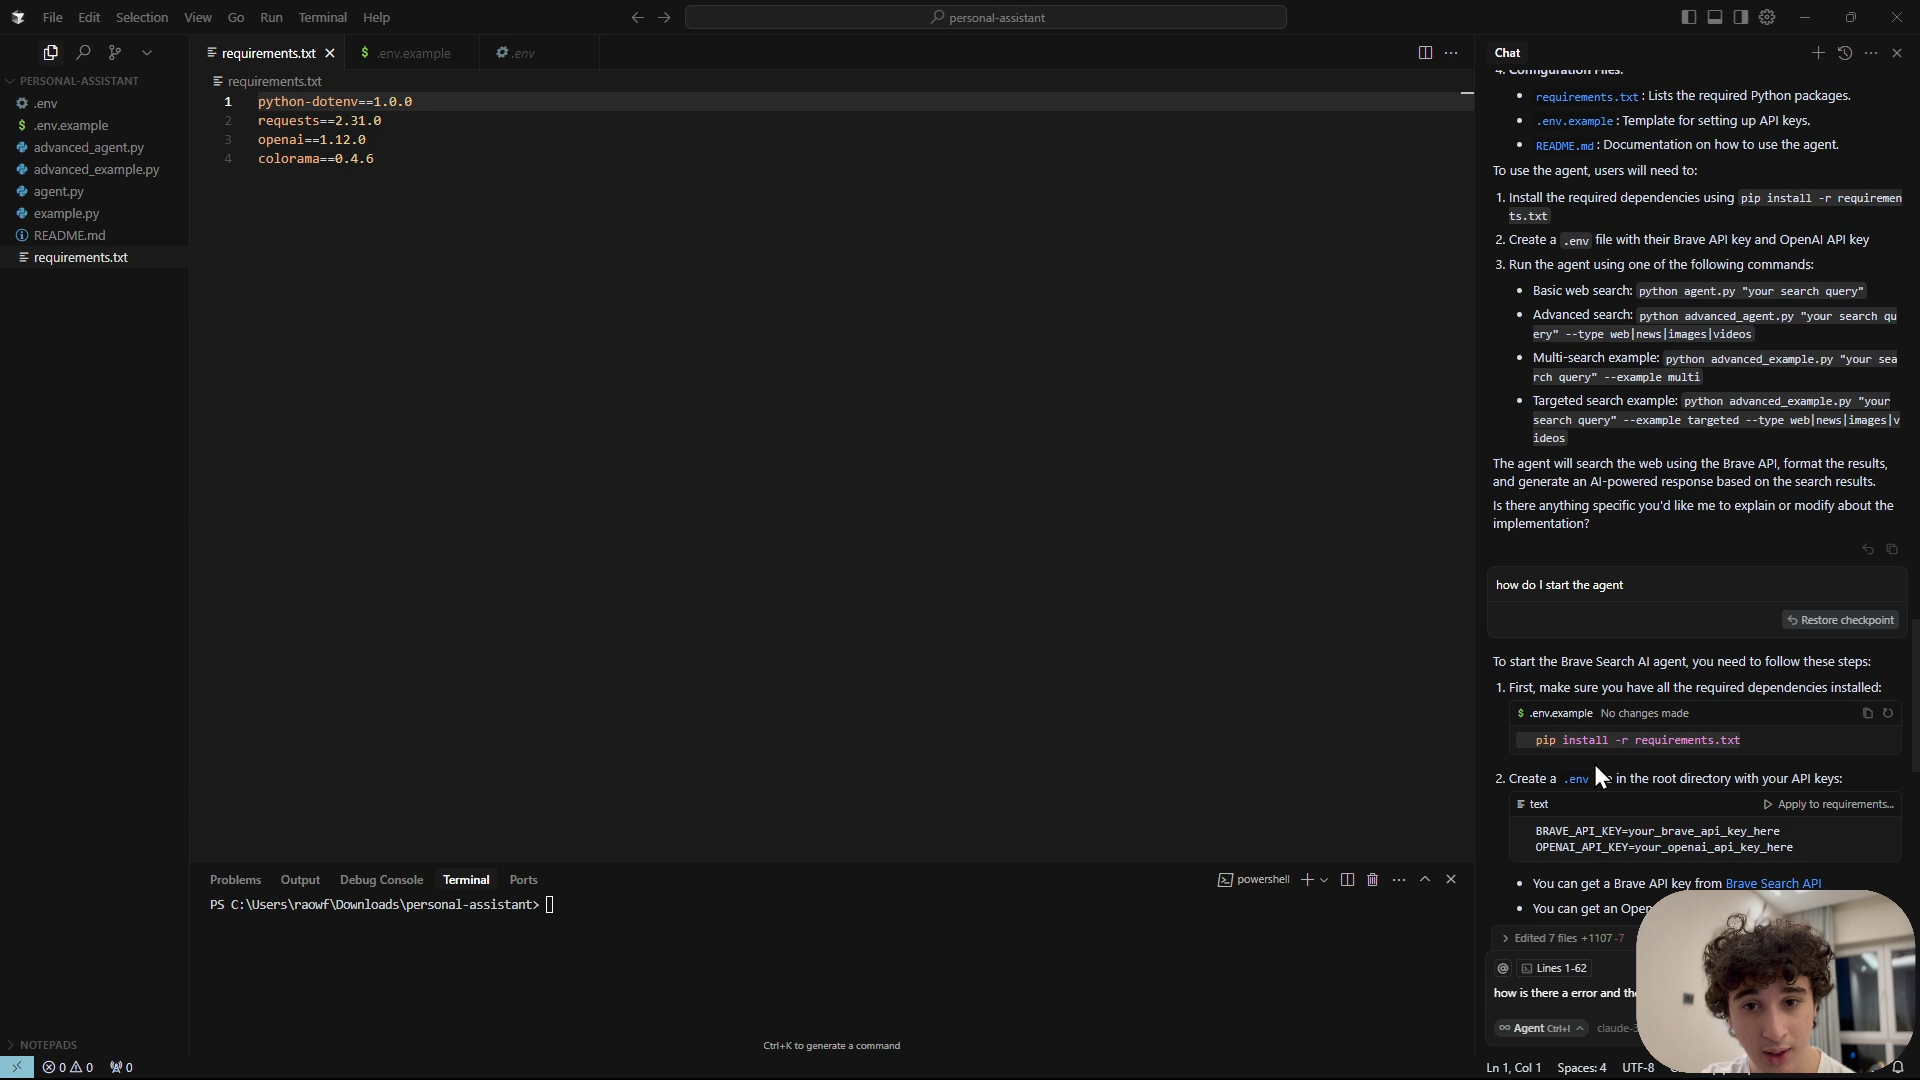 File Edit Selection View Go Run Terminal Help
personal-assistant
PERSONAL-ASSISTANT
.env
.env.example
advanced_agent.py
advanced_example.py
agent.py
example.py
README.md
requirements.txt
NOTEPADS
requirements.txt
.env.example
.env
requirements.txt
1 python-dotenv==1.0.0
2 requests==2.31.0
3 openai==1.12.0
4 colorama==0.4.6
Problems Output Debug Console Terminal Ports
powershell
PS C:\Users\raowf\Downloads\personal-assistant>
Ctrl+K to generate a command
Chat
4. Configuration Files:
requirements.txt: Lists the required Python packages.
.env.example: Template for setting up API keys.
README.md: Documentation on how to use the agent.
To use the agent, users will need to:
1. Install the required dependencies using pip install -r requiremen
ts.txt
2. Create a .env file with their Brave API key and OpenAI API key
3. Run the agent using one of the following commands:
Basic web search: python agent.py "your search query"
Advanced search: python advanced_agent.py "your search qu
ery" --type web|news|images|videos
Multi-search example: python advanced_example.py "your sea
rch query" --example multi
Targeted search example: python advanced_example.py "your
search query" --example targeted --type web|news|images|v
ideos
The agent will search the web using the Brave API, format the results,
and generate an AI-powered response based on the search results.
Is there anything specific you'd like me to explain or modify about the
implementation?
how do I start the agent
Restore checkpoint
To start the Brave Search AI agent, you need to follow these steps:
1. First, make sure you have all the required dependencies installed:
$ .env.example No changes made
pip install -r requirements.txt
2. Create a .env in the root directory with your API keys:
text
Apply to requirements...
BRAVE_API_KEY=your_brave_api_key_here
OPENAI_API_KEY=your_openai_api_key_here
You can get a Brave API key from Brave Search API
You can get an Open
Edited 7 files +1107 -7
@ Lines 1-62
how is there a error and the
Agent Ctrl+I claude-3
0 0 0
Ln 1, Col 1 Spaces: 4 UTF-8